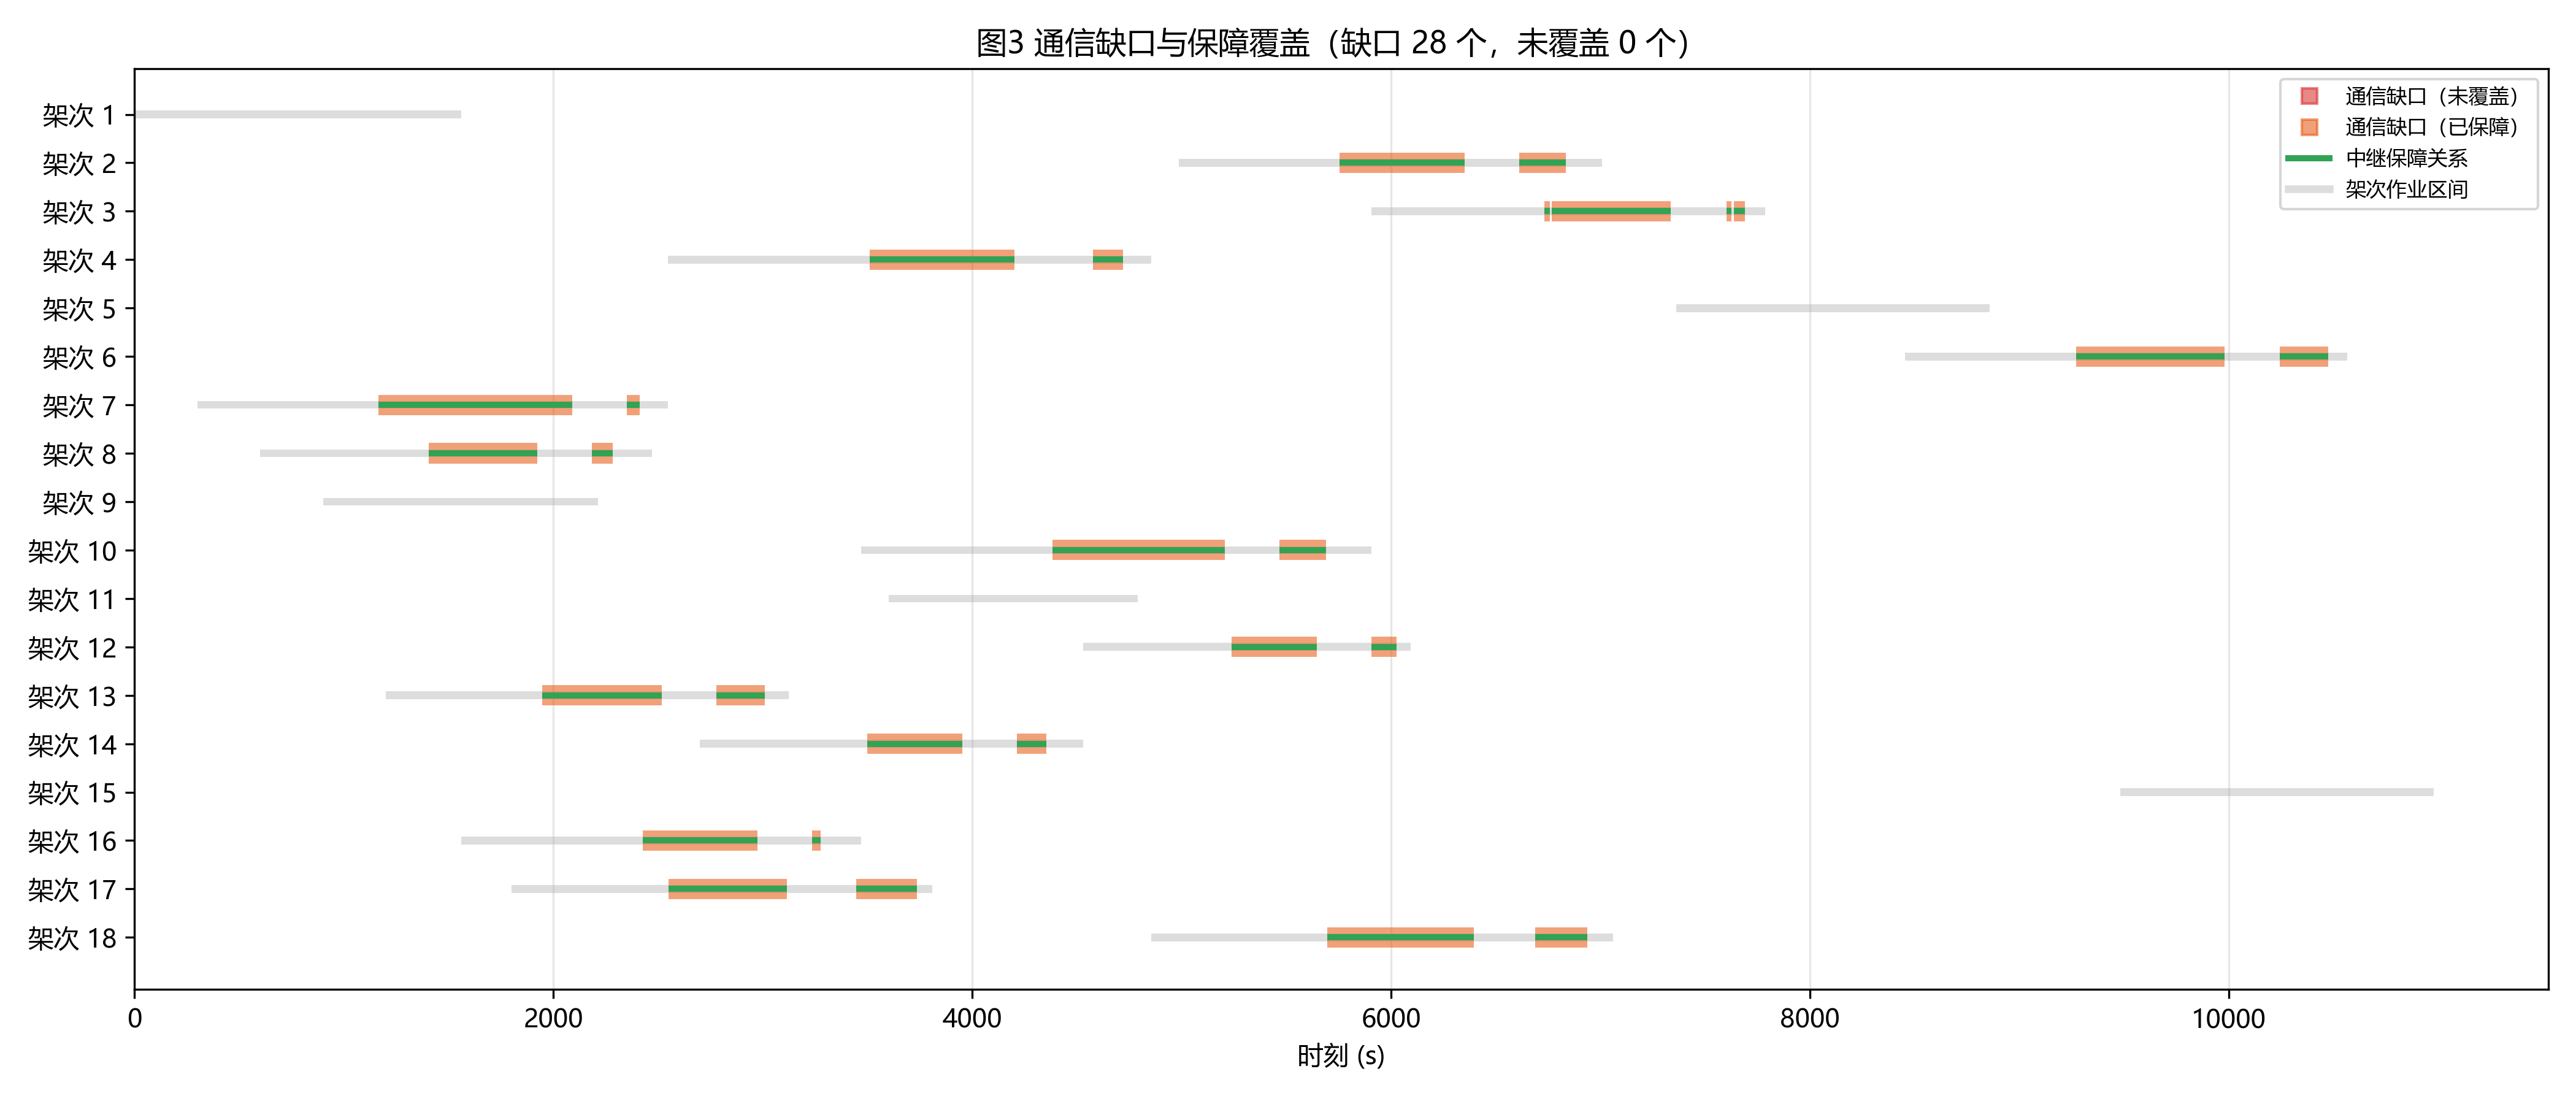 图3 通信缺口与保障覆盖（缺口 28 个，未覆盖 0 个）
通信缺口（未覆盖）
通信缺口（已保障）
中继保障关系
架次作业区间
架次 1
架次 2
架次 3
架次 4
架次 5
架次 6
架次 7
架次 8
架次 9
架次 10
架次 11
架次 12
架次 13
架次 14
架次 15
架次 16
架次 17
架次 18
0 2000 4000 6000 8000 10000
时刻 (s)